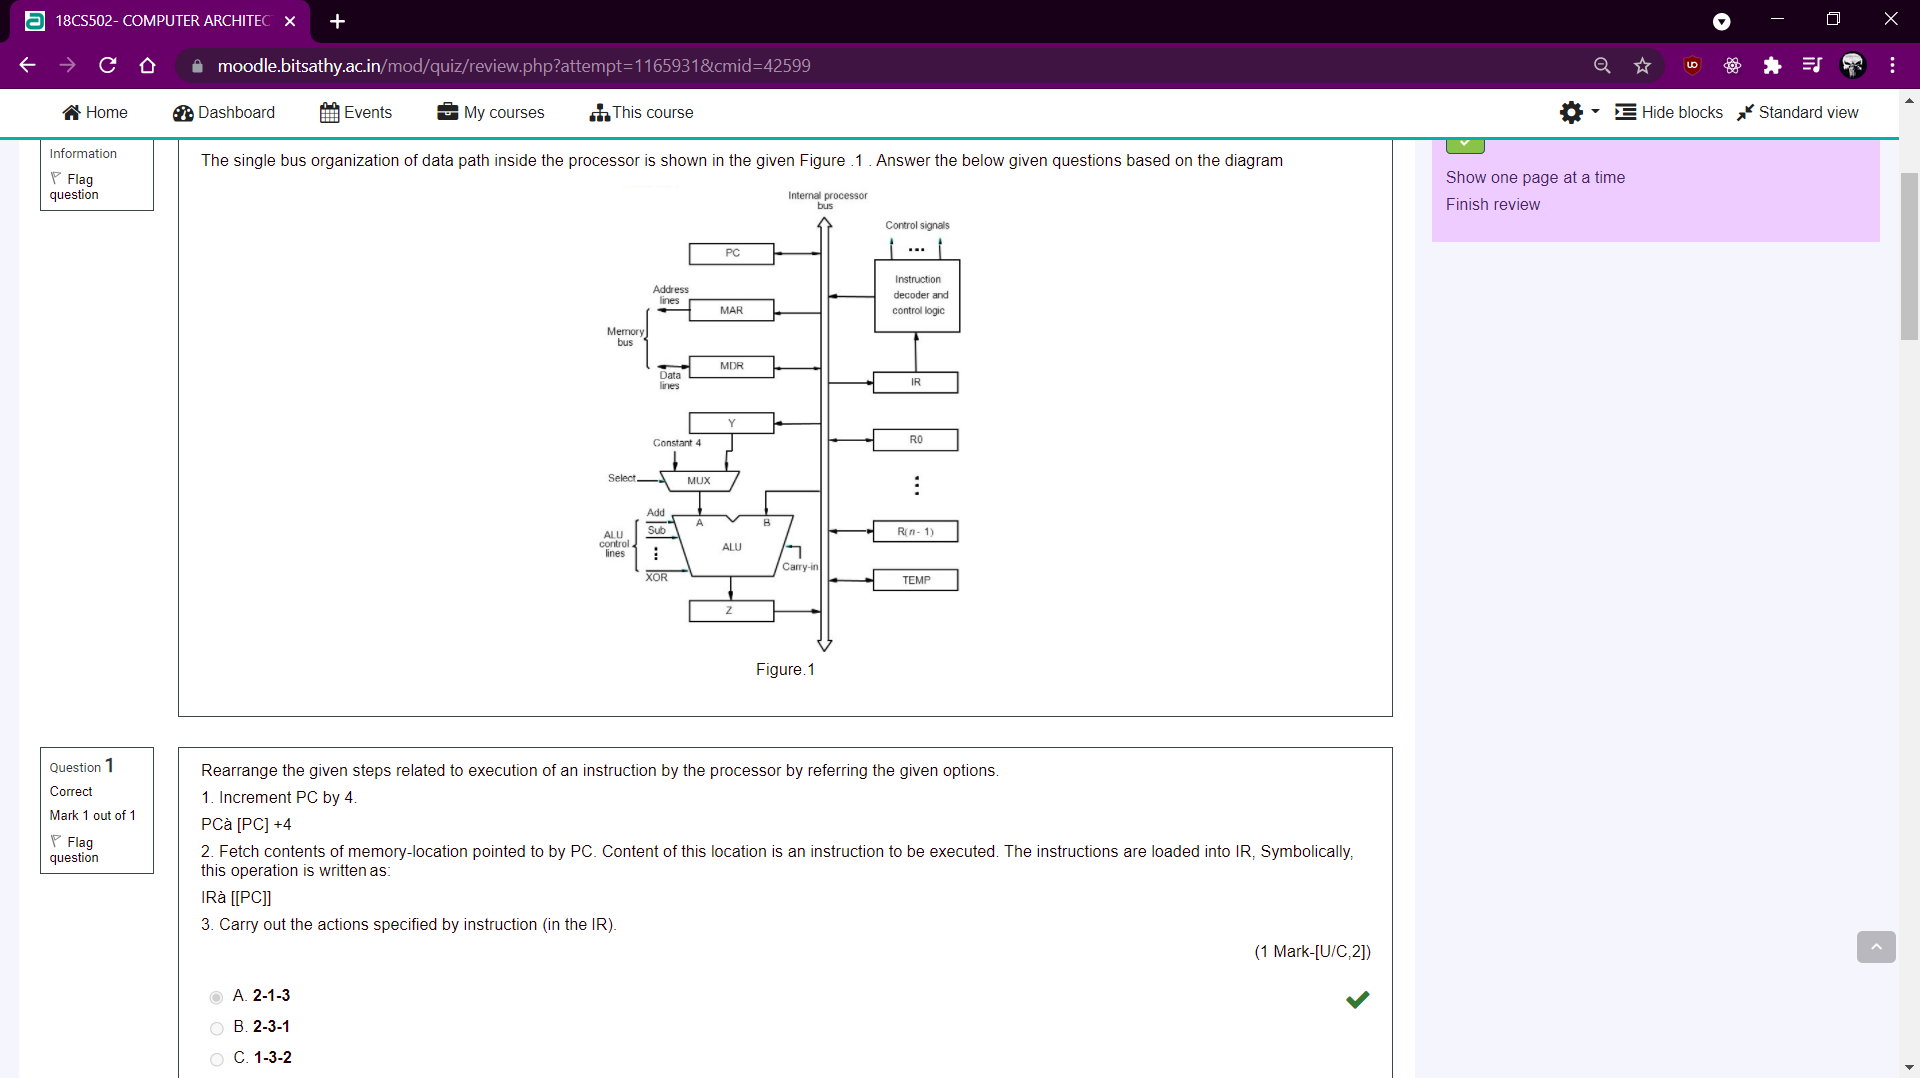 18CS502- COMPUTER ARCHITEC
moodle.bitsathy.ac.in/mod/quiz/review.php?attempt=1165931&cmid=42599
Home
Dashboard
Events
My courses
This course
Hide blocks
Standard view
Information
Flag
question
The single bus organization of data path inside the processor is shown in the given Figure .1 . Answer the below given questions based on the diagram
Internal processor
bus
Control signals
PC
Instruction
decoder and
control logic
Address
lines
MAR
Memory
bus
MDR
Data
lines
IR
Y
R0
Constant 4
Select
MUX
Add
A
B
Sub
ALU
control
lines
ALU
R(n - 1)
Carry-in
XOR
TEMP
Z
Figure.1
Show one page at a time
Finish review
Question 1
Correct
Mark 1 out of 1
Flag
question
Rearrange the given steps related to execution of an instruction by the processor by referring the given options.
1. Increment PC by 4.
PCà [PC] +4
2. Fetch contents of memory-location pointed to by PC. Content of this location is an instruction to be executed. The instructions are loaded into IR, Symbolically,
this operation is written as:
IRà [[PC]]
3. Carry out the actions specified by instruction (in the IR).
(1 Mark-[U/C,2])
A. 2-1-3
B. 2-3-1
C. 1-3-2